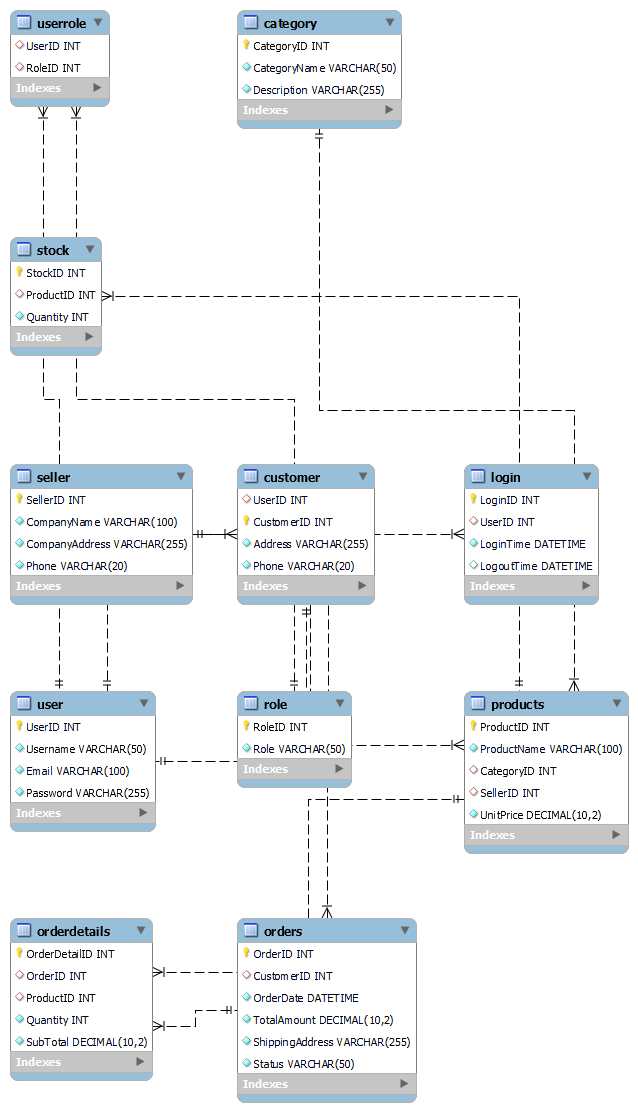 userrole
UserID INT
RoleID INT
Indexes
category
CategoryID INT
CategoryName VARCHAR(50)
Description VARCHAR(255)
Indexes
stock
StockID INT
ProductID INT
Quantity INT
Indexes
seller
SellerID INT
CompanyName VARCHAR(100)
CompanyAddress VARCHAR(255)
Phone VARCHAR(20)
Indexes
customer
UserID INT
CustomerID INT
Address VARCHAR(255)
Phone VARCHAR(20)
Indexes
login
LoginID INT
UserID INT
LoginTime DATETIME
LogoutTime DATETIME
Indexes
user
UserID INT
Username VARCHAR(50)
Email VARCHAR(100)
Password VARCHAR(255)
Indexes
role
RoleID INT
Role VARCHAR(50)
Indexes
products
ProductID INT
ProductName VARCHAR(100)
CategoryID INT
SellerID INT
UnitPrice DECIMAL(10,2)
Indexes
orderdetails
OrderDetailID INT
OrderID INT
ProductID INT
Quantity INT
SubTotal DECIMAL(10,2)
Indexes
orders
OrderID INT
CustomerID INT
OrderDate DATETIME
TotalAmount DECIMAL(10,2)
ShippingAddress VARCHAR(255)
Status VARCHAR(50)
Indexes